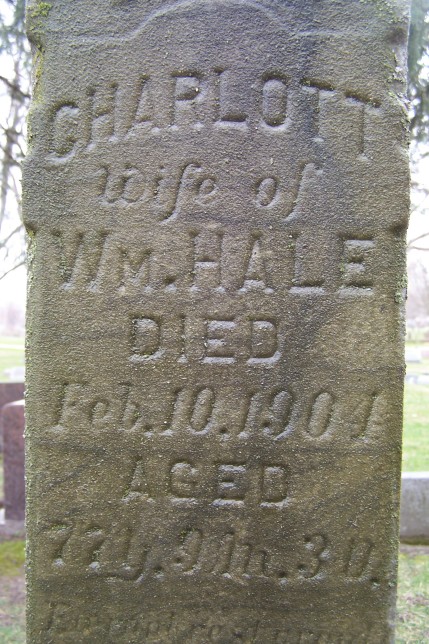 CHARLOTT
Wife of
WM. HALE
DIED
Feb. 10. 1904
AGED
77y. 9m. 3D.